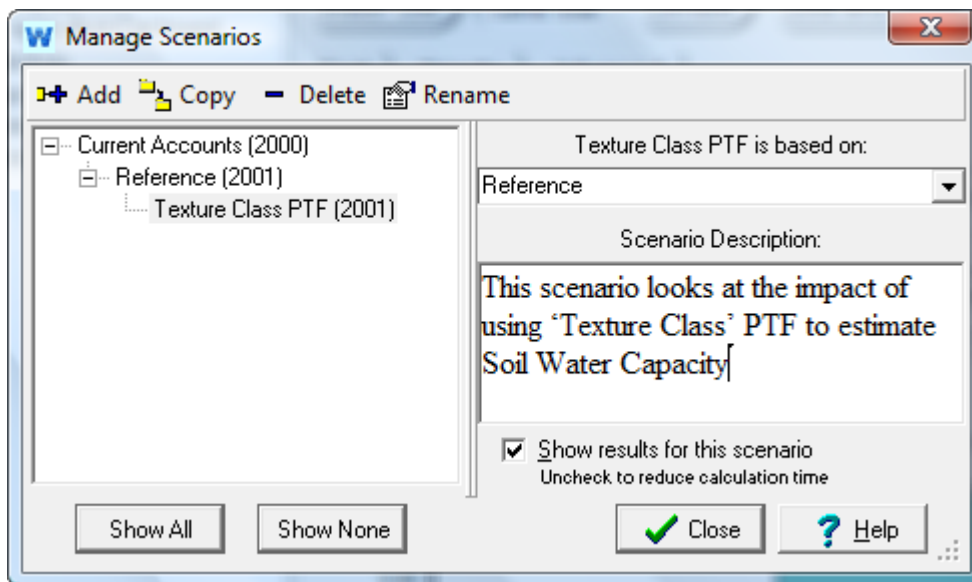 W Manage Scenarios
Add Copy Delete Rename
Current Accounts (2000)
Reference (2001)
Texture Class PTF (2001)
Texture Class PTF is based on:
Reference
Scenario Description:
This scenario looks at the impact of
using ‘Texture Class’ PTF to estimate
Soil Water Capacity
Show results for this scenario
Uncheck to reduce calculation time
Show All Show None Close Help